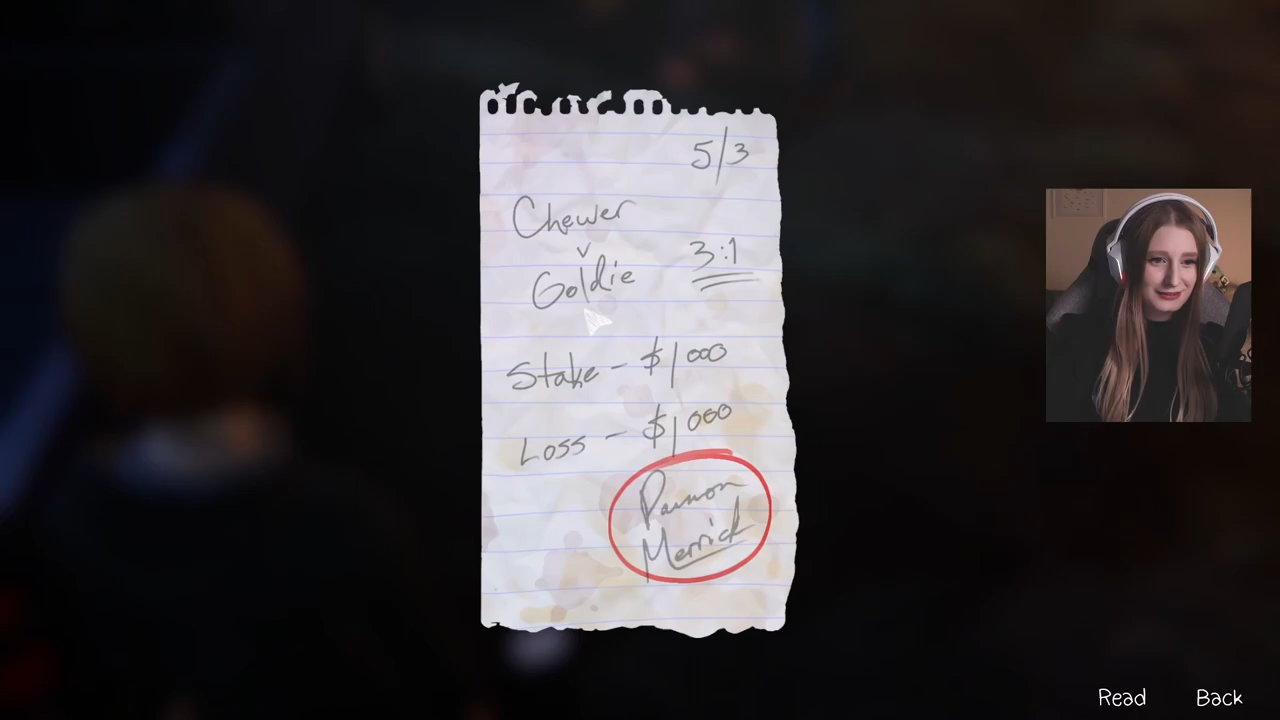 5/3
Chewer
v
Goldie 3:1
Stake - $1000
Loss - $1000
Damon
Merrick
Read Back